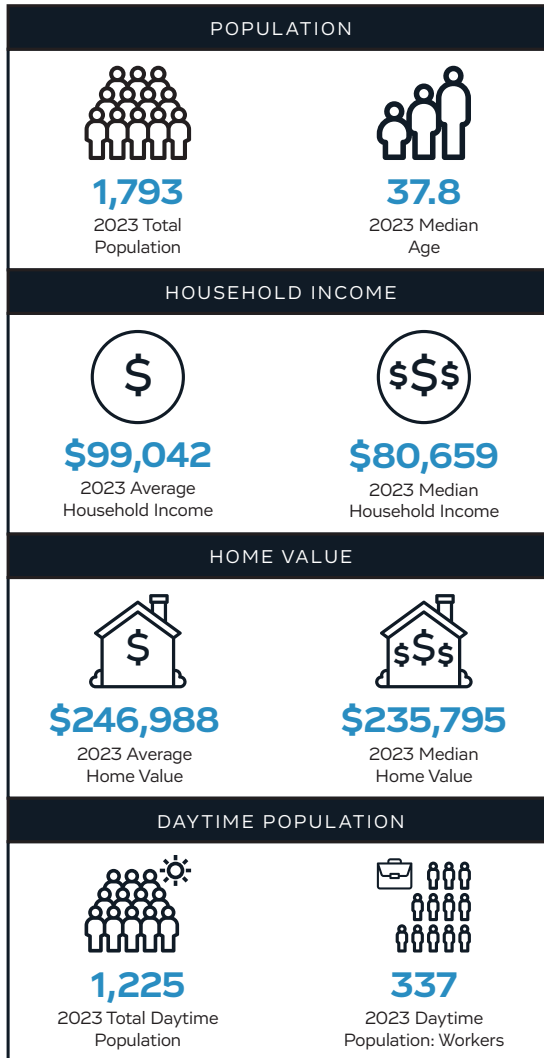 POPULATION
1,793
2023 Total
Population
37.8
2023 Median
Age
HOUSEHOLD INCOME
$
$99,042
2023 Average
Household Income
$$$
$80,659
2023 Median
Household Income
HOME VALUE
$
$246,988
2023 Average
Home Value
$$$
$235,795
2023 Median
Home Value
DAYTIME POPULATION
1,225
2023 Total Daytime
Population
337
2023 Daytime
Population: Workers